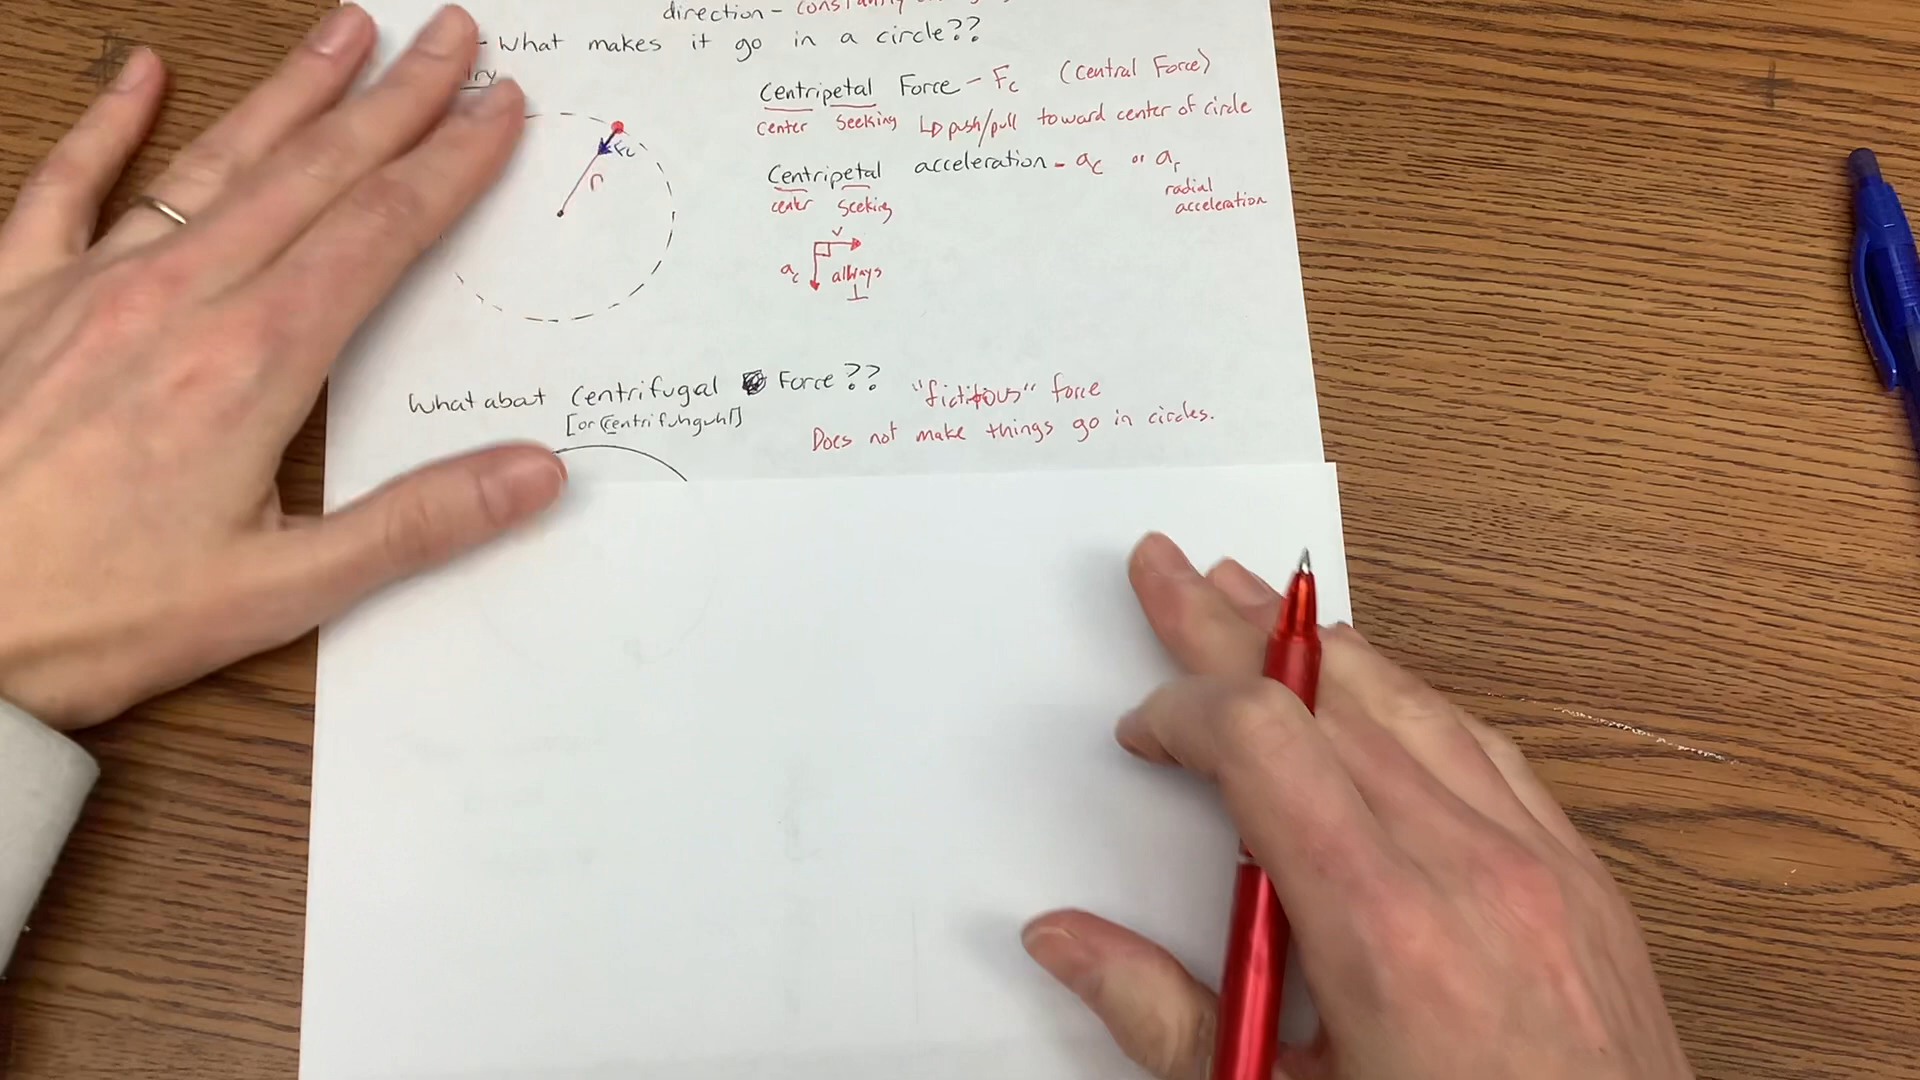 direction - constantly
- What makes it go in a circle??
Centripetal Force - Fc (Central Force)
center seeking ↳ push/pull toward center of circle
Fc
r
Centripetal acceleration - ac or ar
center seeking radial acceleration
v
ac always
⊥
What about Centrifugal Force?? "fictitious" force
[or Centrifuhguhl]
Does not make things go in circles.